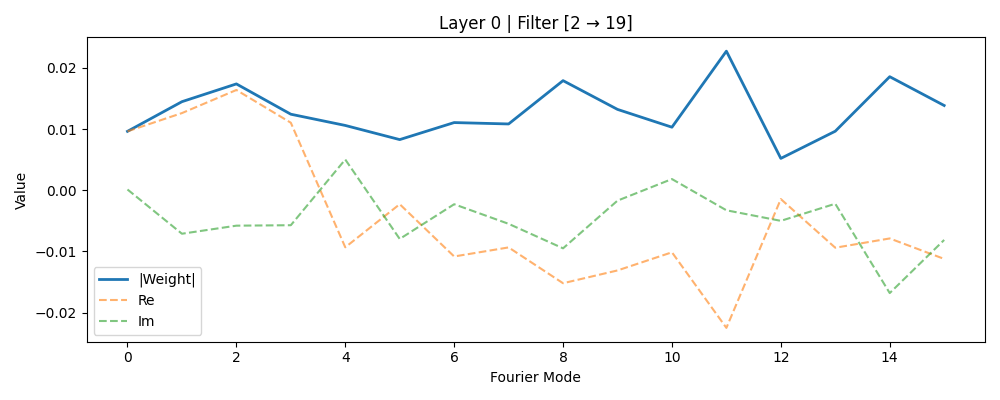 Layer 0 | Filter [2 → 19]
0.02
0.01
0.00
−0.01
−0.02
Value
|Weight|
Re
Im
0 2 4 6 8 10 12 14
Fourier Mode